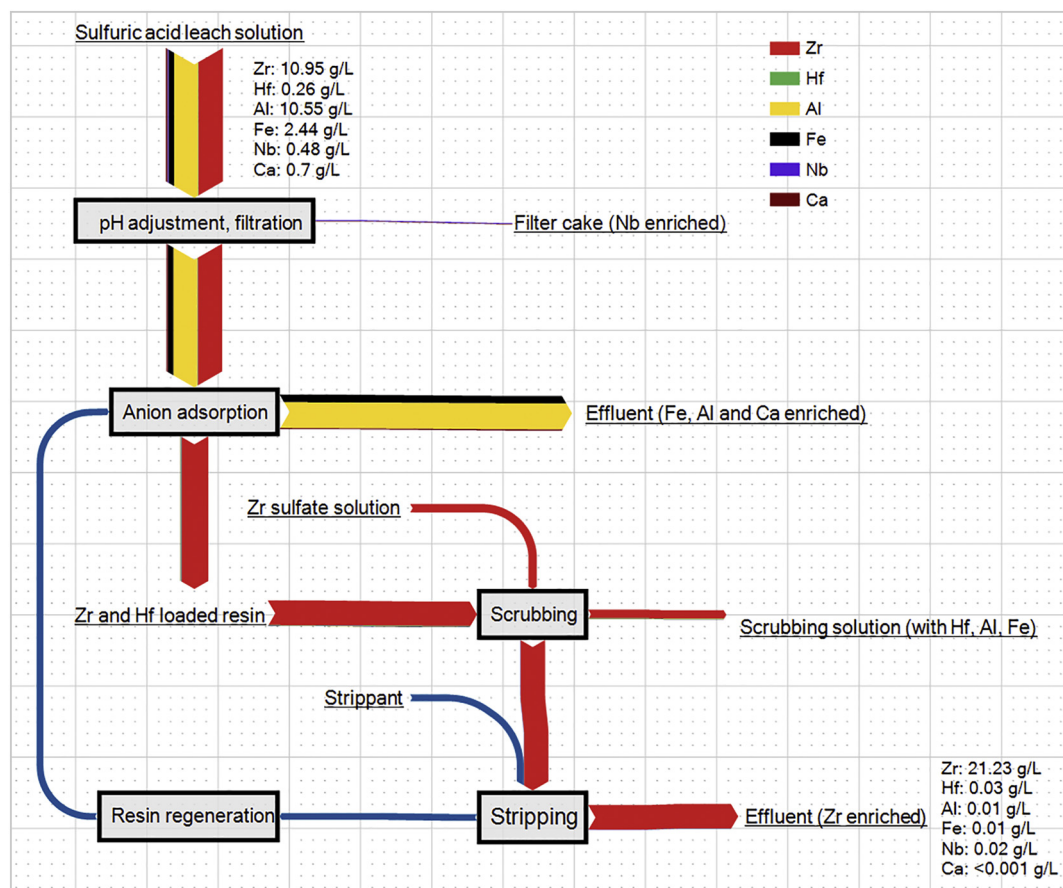 Sulfuric acid leach solution
Zr: 10.95 g/L
Hf: 0.26 g/L
Al: 10.55 g/L
Fe: 2.44 g/L
Nb: 0.48 g/L
Ca: 0.7 g/L
Zr
Hf
Al
Fe
Nb
Ca
pH adjustment, filtration
Filter cake (Nb enriched)
Anion adsorption
Effluent (Fe, Al and Ca enriched)
Zr sulfate solution
Zr and Hf loaded resin
Scrubbing
Scrubbing solution (with Hf, Al, Fe)
Strippant
Resin regeneration
Stripping
Effluent (Zr enriched)
Zr: 21.23 g/L
Hf: 0.03 g/L
Al: 0.01 g/L
Fe: 0.01 g/L
Nb: 0.02 g/L
Ca: <0.001 g/L